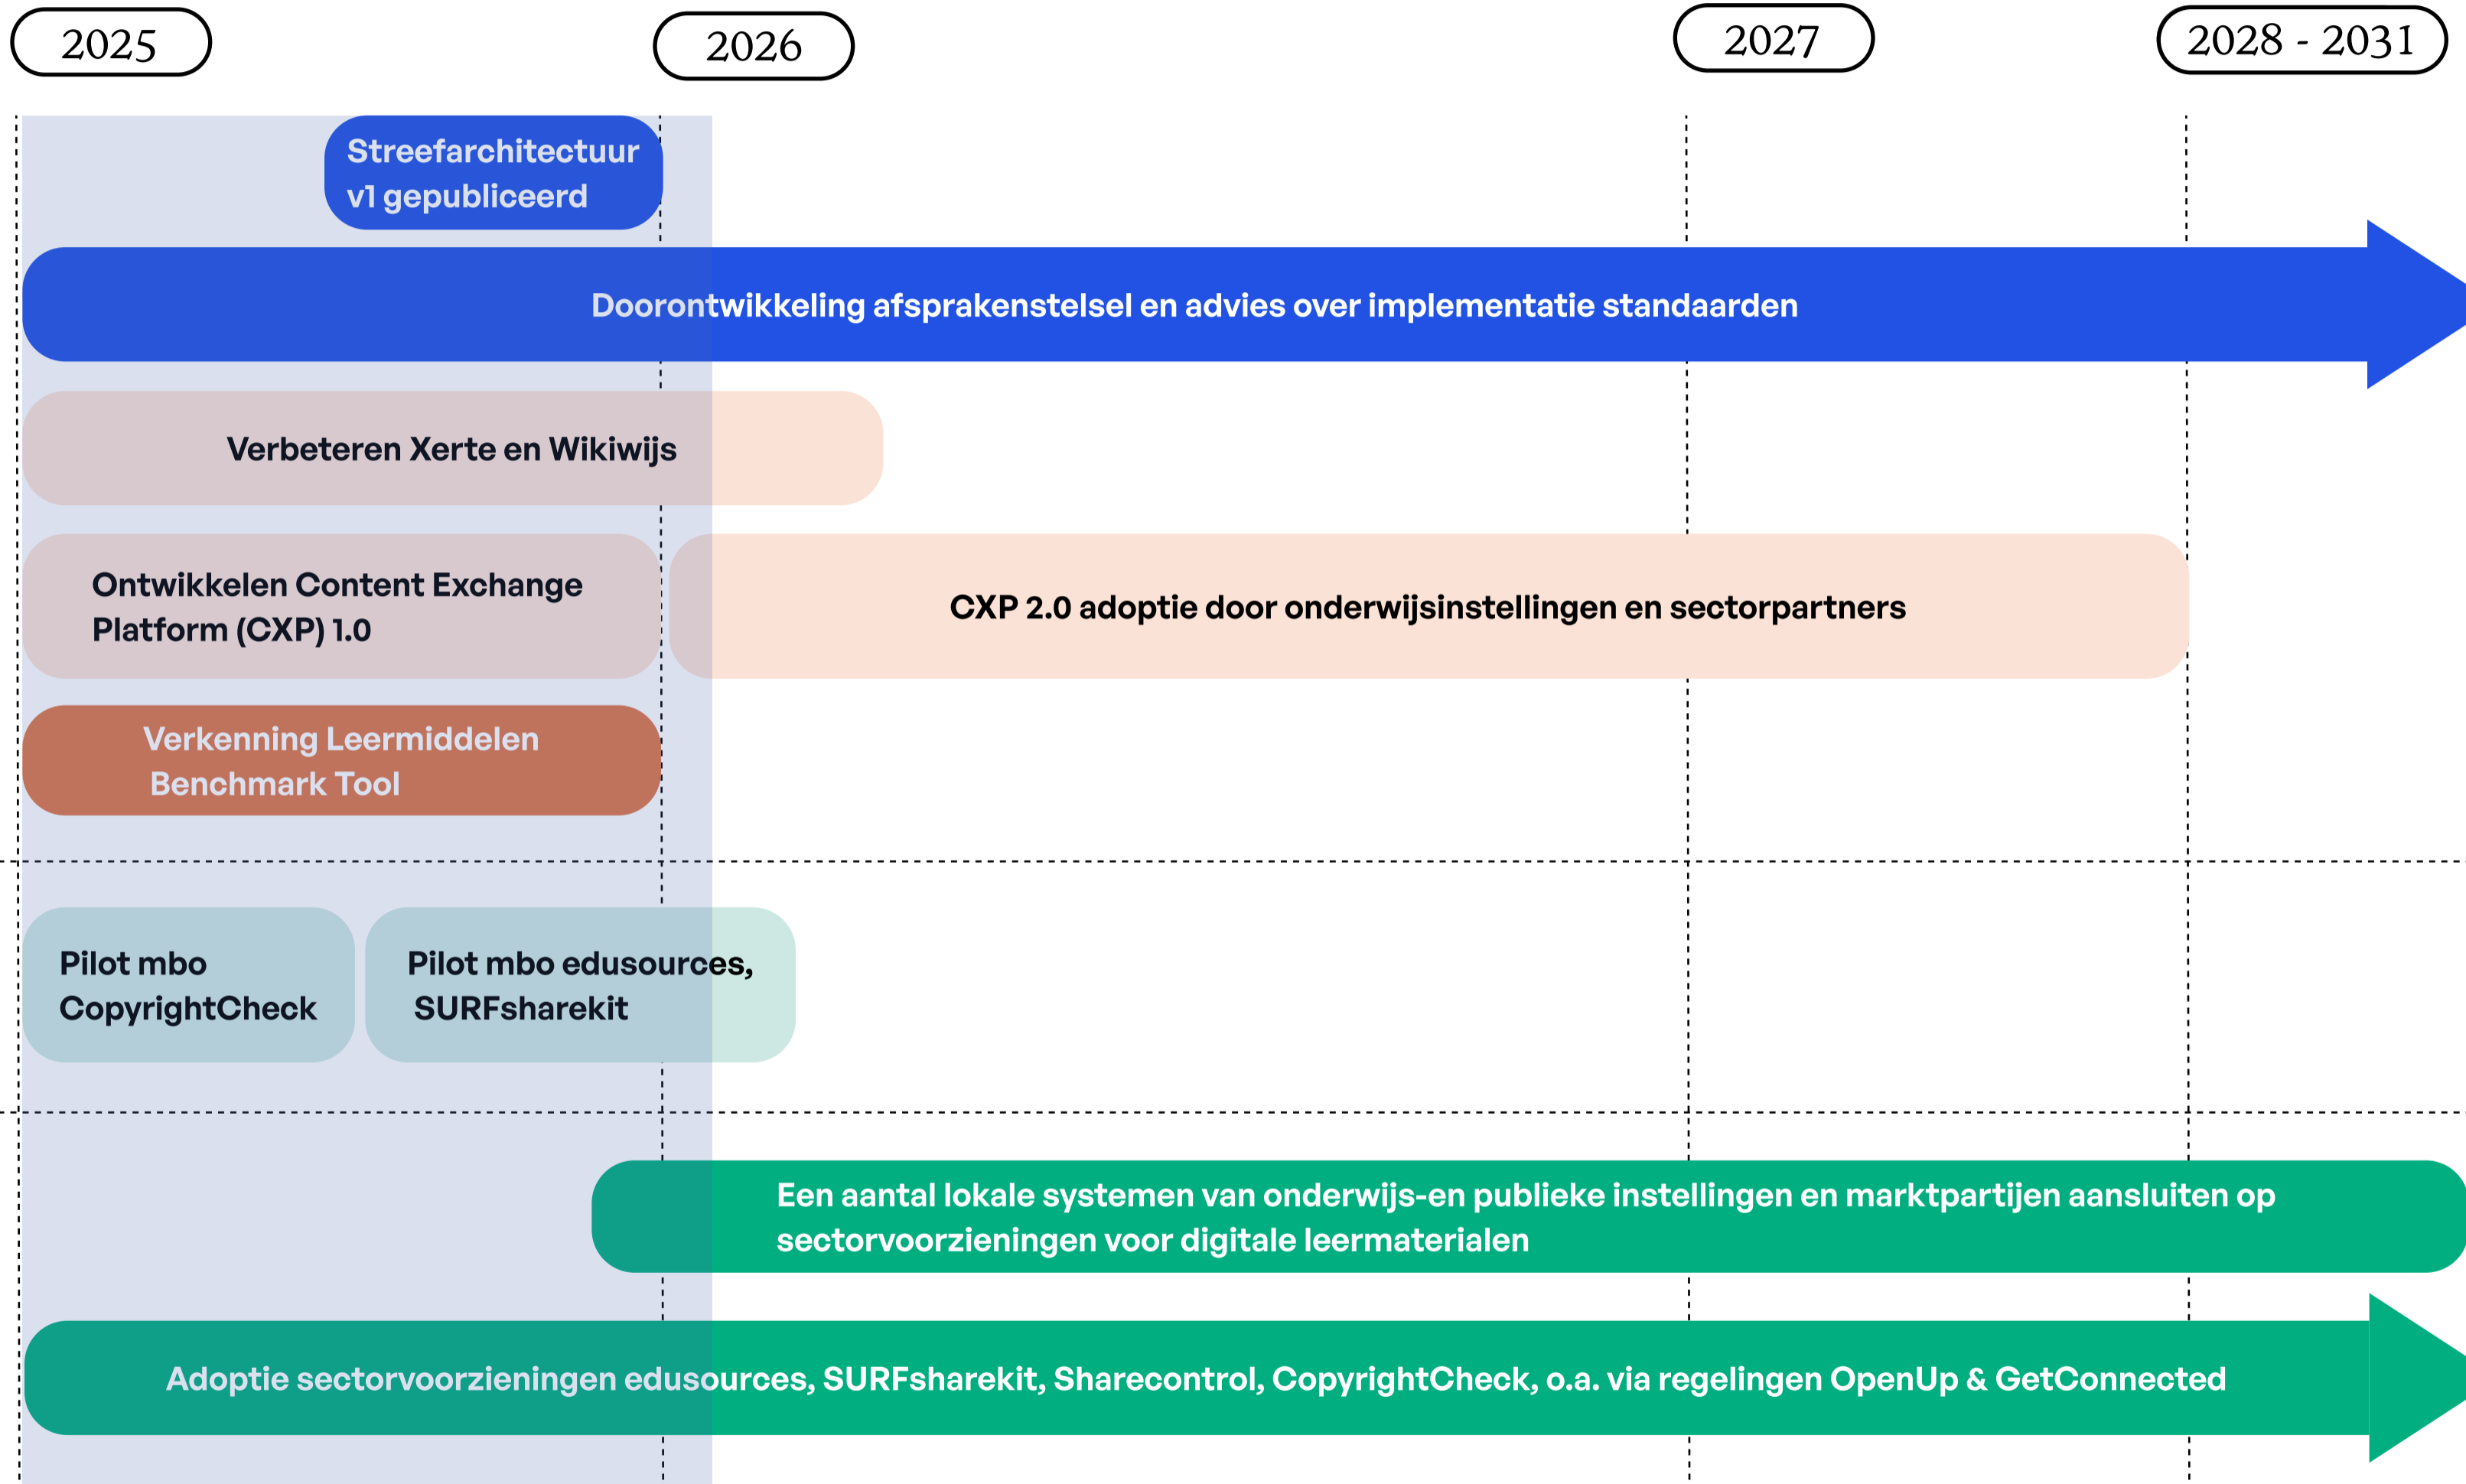 2025
2026
2027
2028 - 2031
Streefarchitectuur
v1 gepubliceerd
Doorontwikkeling afsprakenstelsel en advies over implementatie standaarden
Verbeteren Xerte en Wikiwijs
Ontwikkelen Content Exchange
Platform (CXP) 1.0
CXP 2.0 adoptie door onderwijsinstellingen en sectorpartners
Verkenning Leermiddelen
Benchmark Tool
Pilot mbo
CopyrightCheck
Pilot mbo edusources,
SURFsharekit
Een aantal lokale systemen van onderwijs-en publieke instellingen en marktpartijen aansluiten op
sectorvoorzieningen voor digitale leermaterialen
Adoptie sectorvoorzieningen edusources, SURFsharekit, Sharecontrol, CopyrightCheck, o.a. via regelingen OpenUp & GetConnected